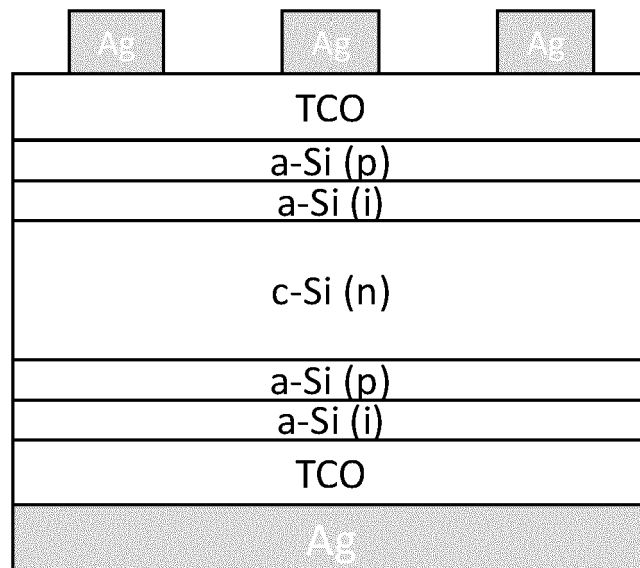 Ag Ag Ag
TCO
a-Si (p)
a-Si (i)
c-Si (n)
a-Si (p)
a-Si (i)
TCO
Ag